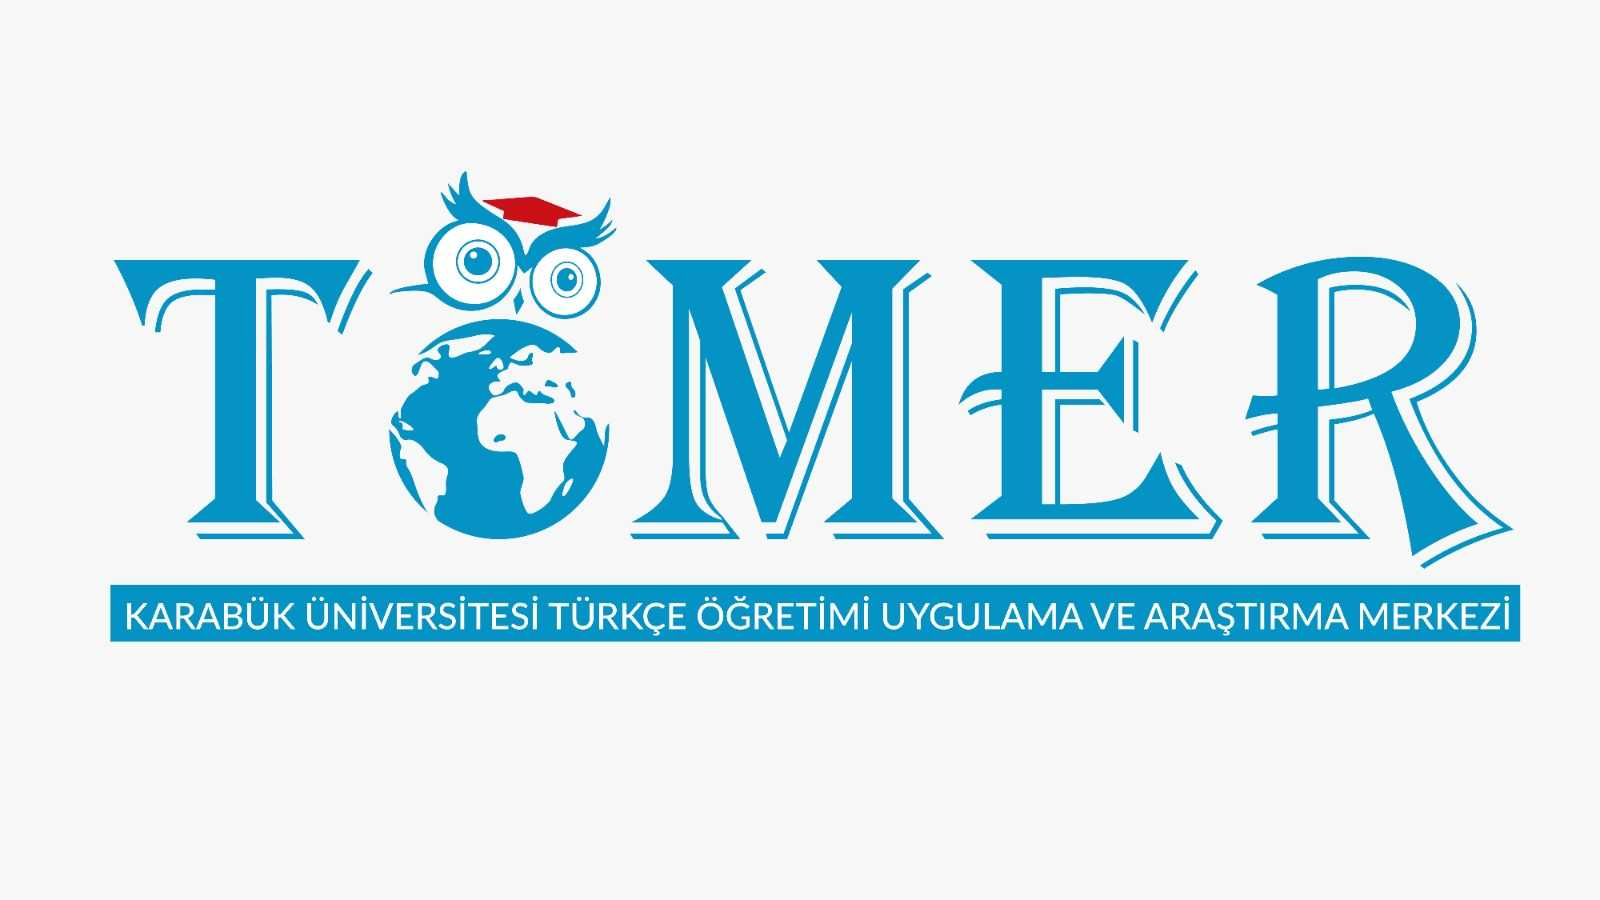 TÖMER
KARABÜK ÜNİVERSİTESİ TÜRKÇE ÖĞRETİMİ UYGULAMA VE ARAŞTIRMA MERKEZİ